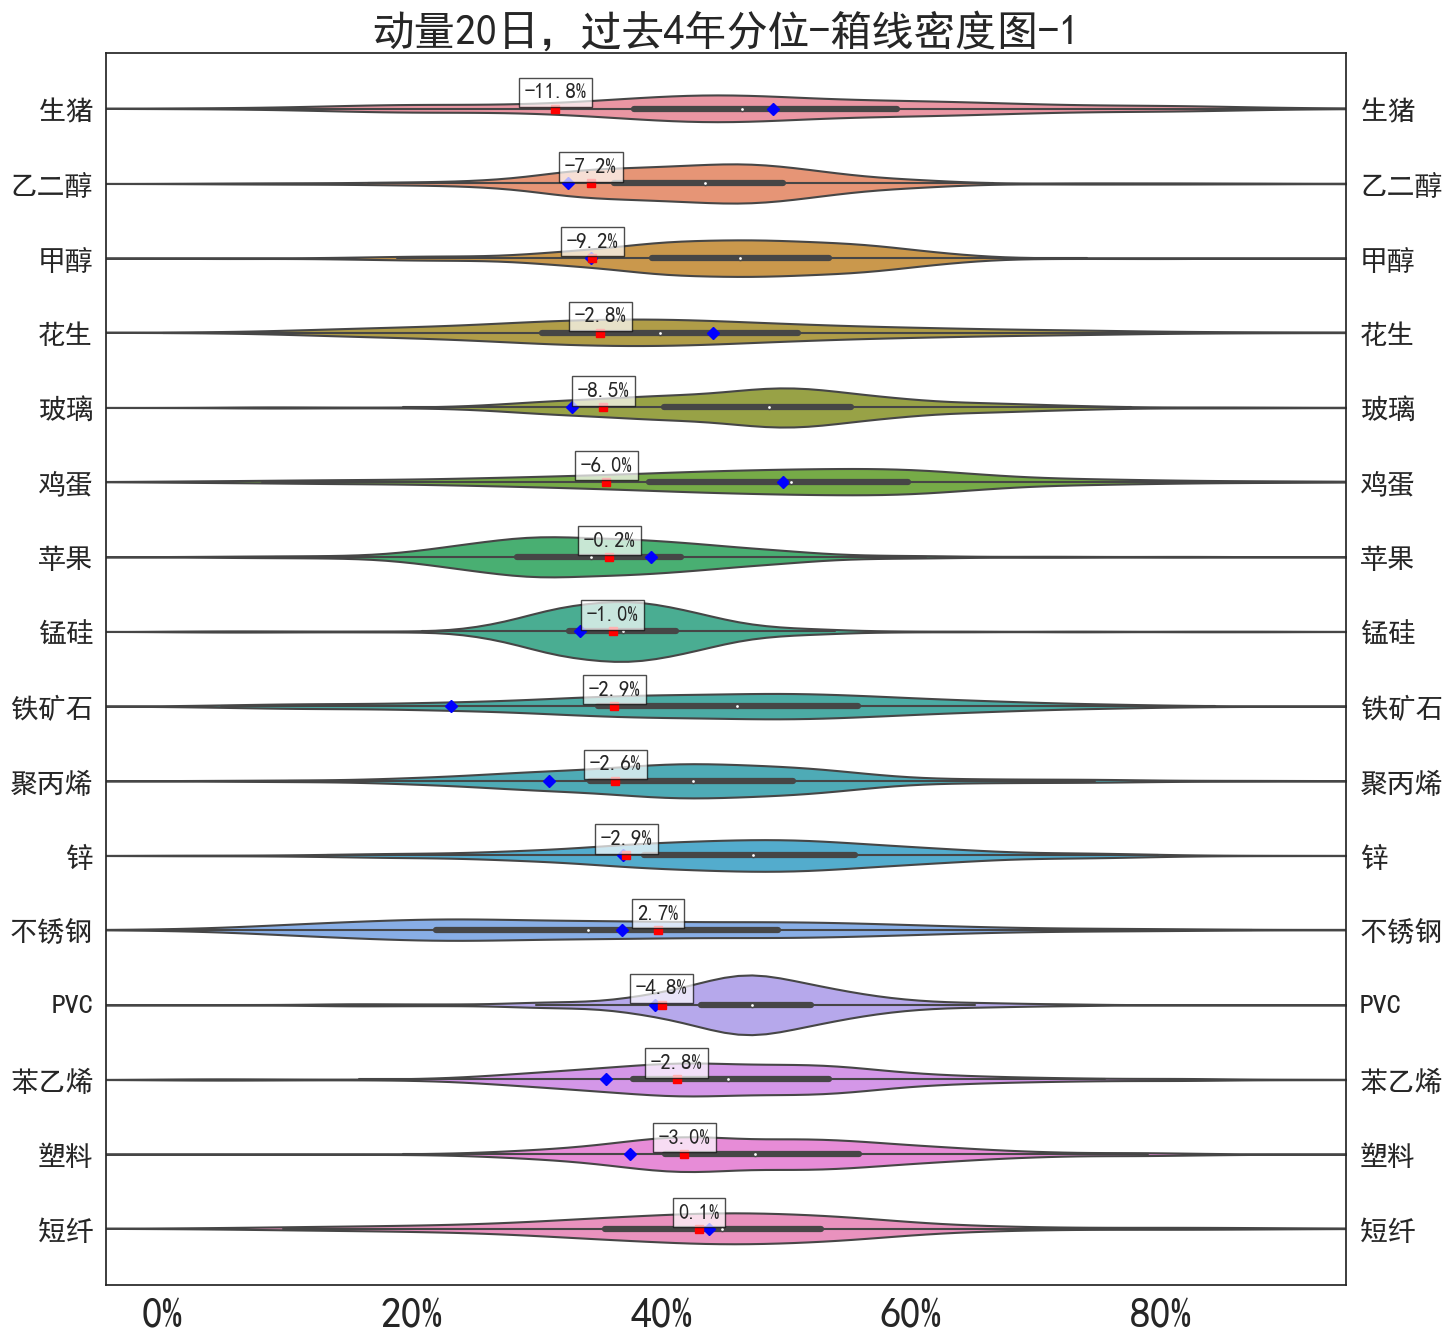 动量20日，过去4年分位-箱线密度图-1
生猪 -11.8% 生猪
乙二醇 -7.2% 乙二醇
甲醇 -9.2% 甲醇
花生 -2.8% 花生
玻璃 -8.5% 玻璃
鸡蛋 -6.0% 鸡蛋
苹果 -0.2% 苹果
锰硅 -1.0% 锰硅
铁矿石 -2.9% 铁矿石
聚丙烯 -2.6% 聚丙烯
锌 -2.9% 锌
不锈钢 2.7% 不锈钢
PVC -4.8% PVC
苯乙烯 -2.8% 苯乙烯
塑料 -3.0% 塑料
短纤 0.1% 短纤
0% 20% 40% 60% 80%